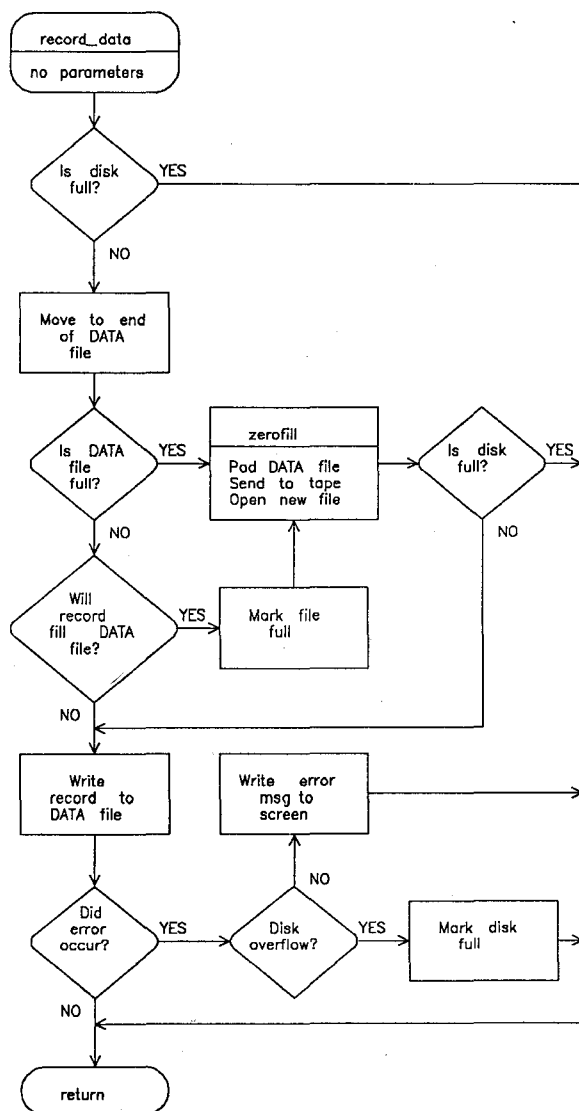 record_data
no parameters
Is disk
full?
YES
NO
Move to end
of DATA
file
Is DATA
file
full?
YES
NO
zerofill
Pad DATA file
Send to tape
Open new file
Is disk
full?
YES
NO
Will
record
fill DATA
file?
YES
NO
Mark file
full
Write
record to
DATA file
Write error
msg to
screen
Did
error
occur?
YES
NO
Disk
overflow?
NO
YES
Mark disk
full
return